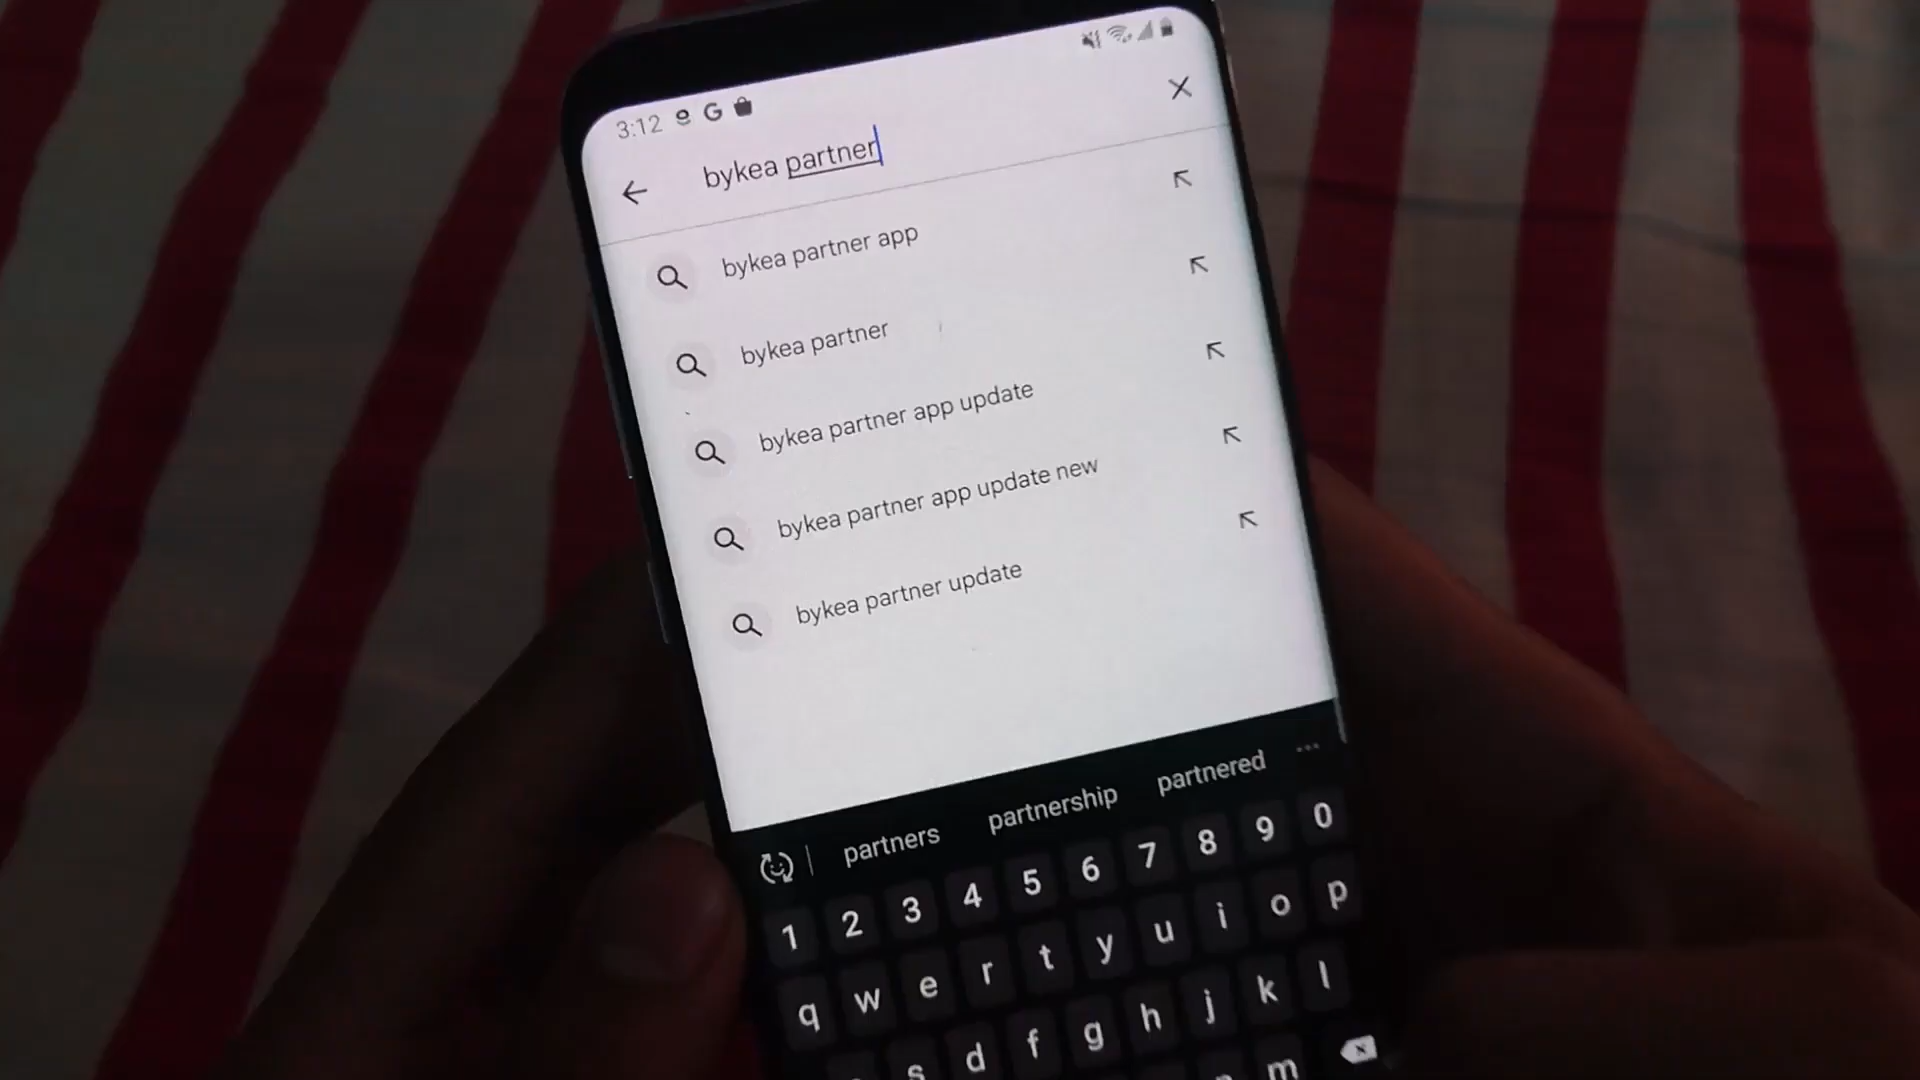 3:12 G
bykea partner
bykea partner app
bykea partner
bykea partner app update
bykea partner app update new
bykea partner update
partners partnership partnered
1 2 3 4 5 6 7 8 9 0
q w e r t y u i o p
s d f g h j k l
m